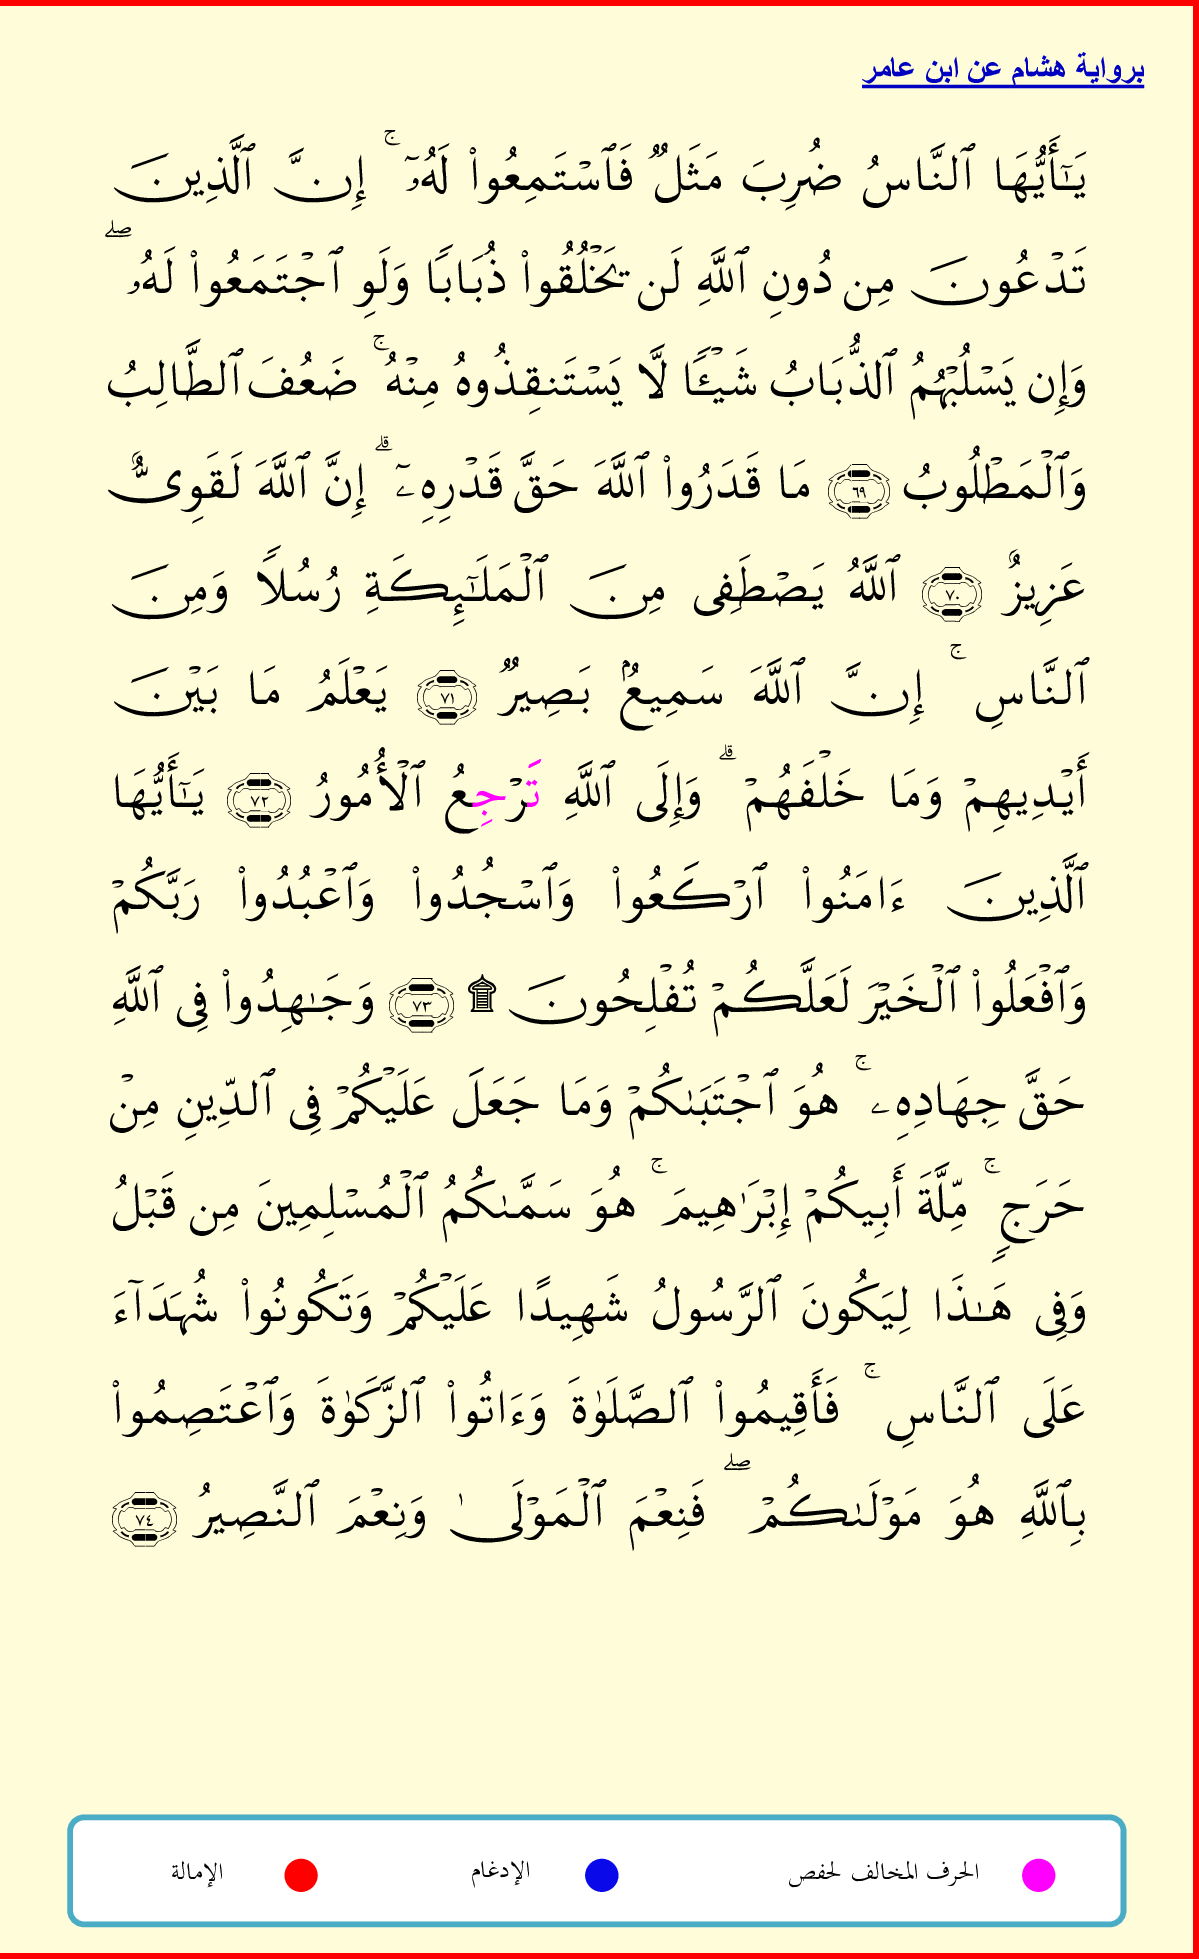 برواية هشام عن ابن عامر
يَـٰٓأَيُّهَا ٱلنَّاسُ ضُرِبَ مَثَلٌ فَٱسْتَمِعُوا۟ لَهُۥٓ ۚ إِنَّ ٱلَّذِينَ
تَدْعُونَ مِن دُونِ ٱللَّهِ لَن يَخْلُقُوا۟ ذُبَابًا وَلَوِ ٱجْتَمَعُوا۟ لَهُۥ ۖ
وَإِن يَسْلُبْهُمُ ٱلذُّبَابُ شَيْـًٔا لَّا يَسْتَنقِذُوهُ مِنْهُ ۚ ضَعُفَ ٱلطَّالِبُ
وَٱلْمَطْلُوبُ ٦٩ مَا قَدَرُوا۟ ٱللَّهَ حَقَّ قَدْرِهِۦٓ ۗ إِنَّ ٱللَّهَ لَقَوِىٌّ
عَزِيزٌ ٧٠ ٱللَّهُ يَصْطَفِى مِنَ ٱلْمَلَـٰٓئِكَةِ رُسُلًا وَمِنَ
ٱلنَّاسِ ۚ إِنَّ ٱللَّهَ سَمِيعٌۢ بَصِيرٌ ٧١ يَعْلَمُ مَا بَيْنَ
أَيْدِيهِمْ وَمَا خَلْفَهُمْ ۗ وَإِلَى ٱللَّهِ تَرْجِعُ ٱلْأُمُورُ ٧٢ يَـٰٓأَيُّهَا
ٱلَّذِينَ ءَامَنُوا۟ ٱرْكَعُوا۟ وَٱسْجُدُوا۟ وَٱعْبُدُوا۟ رَبَّكُمْ
وَٱفْعَلُوا۟ ٱلْخَيْرَ لَعَلَّكُمْ تُفْلِحُونَ ۩ ٧٣ وَجَـٰهِدُوا۟ فِى ٱللَّهِ
حَقَّ جِهَادِهِۦ ۚ هُوَ ٱجْتَبَىٰكُمْ وَمَا جَعَلَ عَلَيْكُمْ فِى ٱلدِّينِ مِنْ
حَرَجٍ ۚ مِّلَّةَ أَبِيكُمْ إِبْرَٰهِيمَ ۚ هُوَ سَمَّىٰكُمُ ٱلْمُسْلِمِينَ مِن قَبْلُ
وَفِى هَـٰذَا لِيَكُونَ ٱلرَّسُولُ شَهِيدًا عَلَيْكُمْ وَتَكُونُوا۟ شُهَدَآءَ
عَلَى ٱلنَّاسِ ۚ فَأَقِيمُوا۟ ٱلصَّلَوٰةَ وَءَاتُوا۟ ٱلزَّكَوٰةَ وَٱعْتَصِمُوا۟
بِٱللَّهِ هُوَ مَوْلَىٰكُمْ ۖ فَنِعْمَ ٱلْمَوْلَىٰ وَنِعْمَ ٱلنَّصِيرُ ٧٤
الحرف المخالف لحفص الإدغام الإمالة